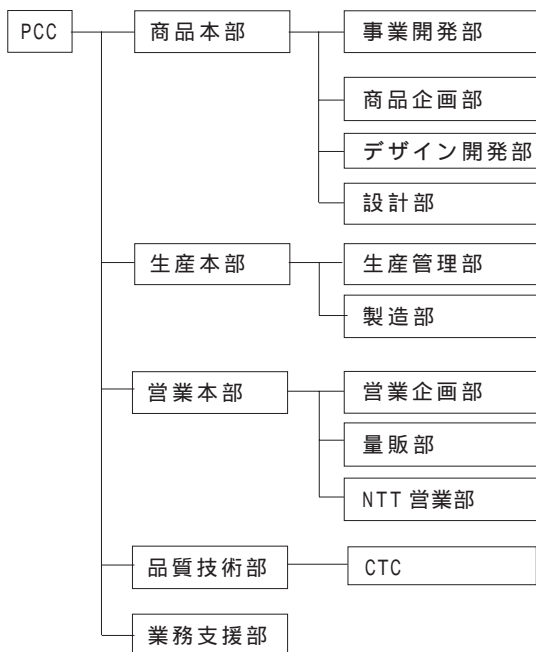 PCC
商品本部
事業開発部
商品企画部
デザイン開発部
設計部
生産本部
生産管理部
製造部
営業本部
営業企画部
量販部
NTT 営業部
品質技術部
CTC
業務支援部